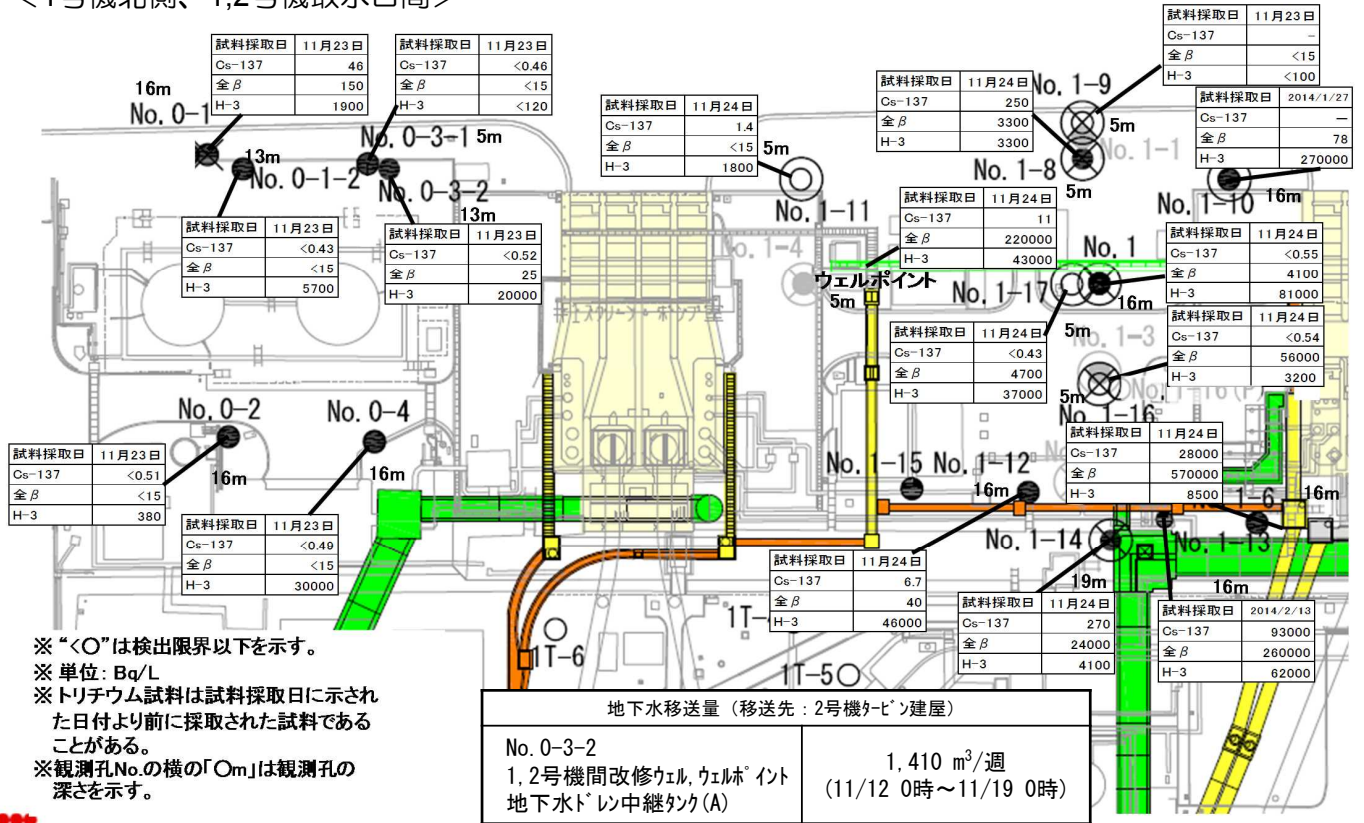 ＜1号機北側、1,2号機取水口間＞
試料採取日 11月23日
Cs-137 46
全β 150
H-3 1900
試料採取日 11月23日
Cs-137 <0.46
全β <15
H-3 <120
試料採取日 11月24日
Cs-137 1.4
全β <15
H-3 1800
試料採取日 11月24日
Cs-137 250
全β 3300
H-3 3300
試料採取日 11月23日
Cs-137 -
全β <15
H-3 <100
試料採取日 2014/1/27
Cs-137 —
全β 78
H-3 270000
16m
No. 0-1
13m
No. 0-1-2
No. 0-3-1 5m
No. 0-3-2
13m
5m
No. 1-11
No. 1-9
5m
No. 1-1
No. 1-8
5m
No. 1-10 16m
試料採取日 11月23日
Cs-137 <0.43
全β <15
H-3 5700
試料採取日 11月23日
Cs-137 <0.52
全β 25
H-3 20000
試料採取日 11月24日
Cs-137 11
全β 220000
H-3 43000
試料採取日 11月24日
Cs-137 <0.55
全β 4100
H-3 81000
No. 1-4
ウェルポイント
5m
No. 1-17
No. 1
16m
5m
No. 1-3
試料採取日 11月24日
Cs-137 <0.43
全β 4700
H-3 37000
試料採取日 11月24日
Cs-137 <0.54
全β 56000
H-3 3200
5m
No. 1-16
No. 1-16(P)
No. 0-2
16m
No. 0-4
16m
試料採取日 11月23日
Cs-137 <0.51
全β <15
H-3 380
試料採取日 11月23日
Cs-137 <0.49
全β <15
H-3 30000
試料採取日 11月24日
Cs-137 28000
全β 570000
H-3 8500
No. 1-15 No. 1-12
16m
1-6 16m
No. 1-14
19m
No. 1-13
16m
試料採取日 11月24日
Cs-137 6.7
全β 40
H-3 46000
試料採取日 11月24日
Cs-137 270
全β 24000
H-3 4100
試料採取日 2014/2/13
Cs-137 93000
全β 260000
H-3 62000
1T-6
1T-
1T-5
※ “<○”は検出限界以下を示す。
※ 単位: Bq/L
※トリチウム試料は試料採取日に示され
た日付より前に採取された試料である
ことがある。
※観測孔No.の横の「○m」は観測孔の
深さを示す。
地下水移送量（移送先：2号機ﾀｰﾋﾞﾝ建屋）
No. 0-3-2
1, 2号機間改修ｳｪﾙ, ｳｪﾙﾎﾟｲﾝﾄ
地下水ﾄﾞﾚﾝ中継ﾀﾝｸ(A)
1, 410 m³/週
(11/12 0時～11/19 0時)